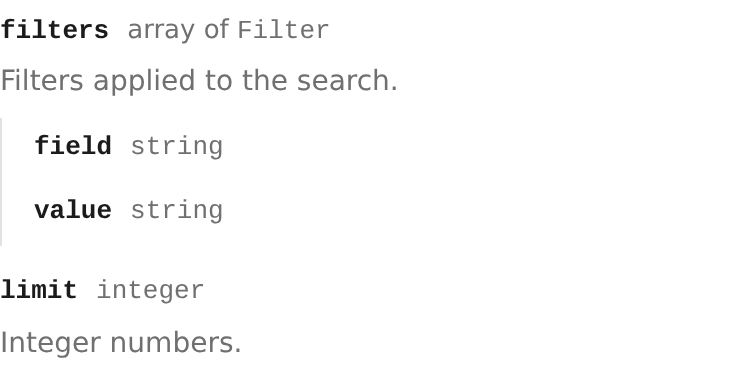 filters array of Filter
Filters applied to the search.
field string
value string
limit integer
Integer numbers.